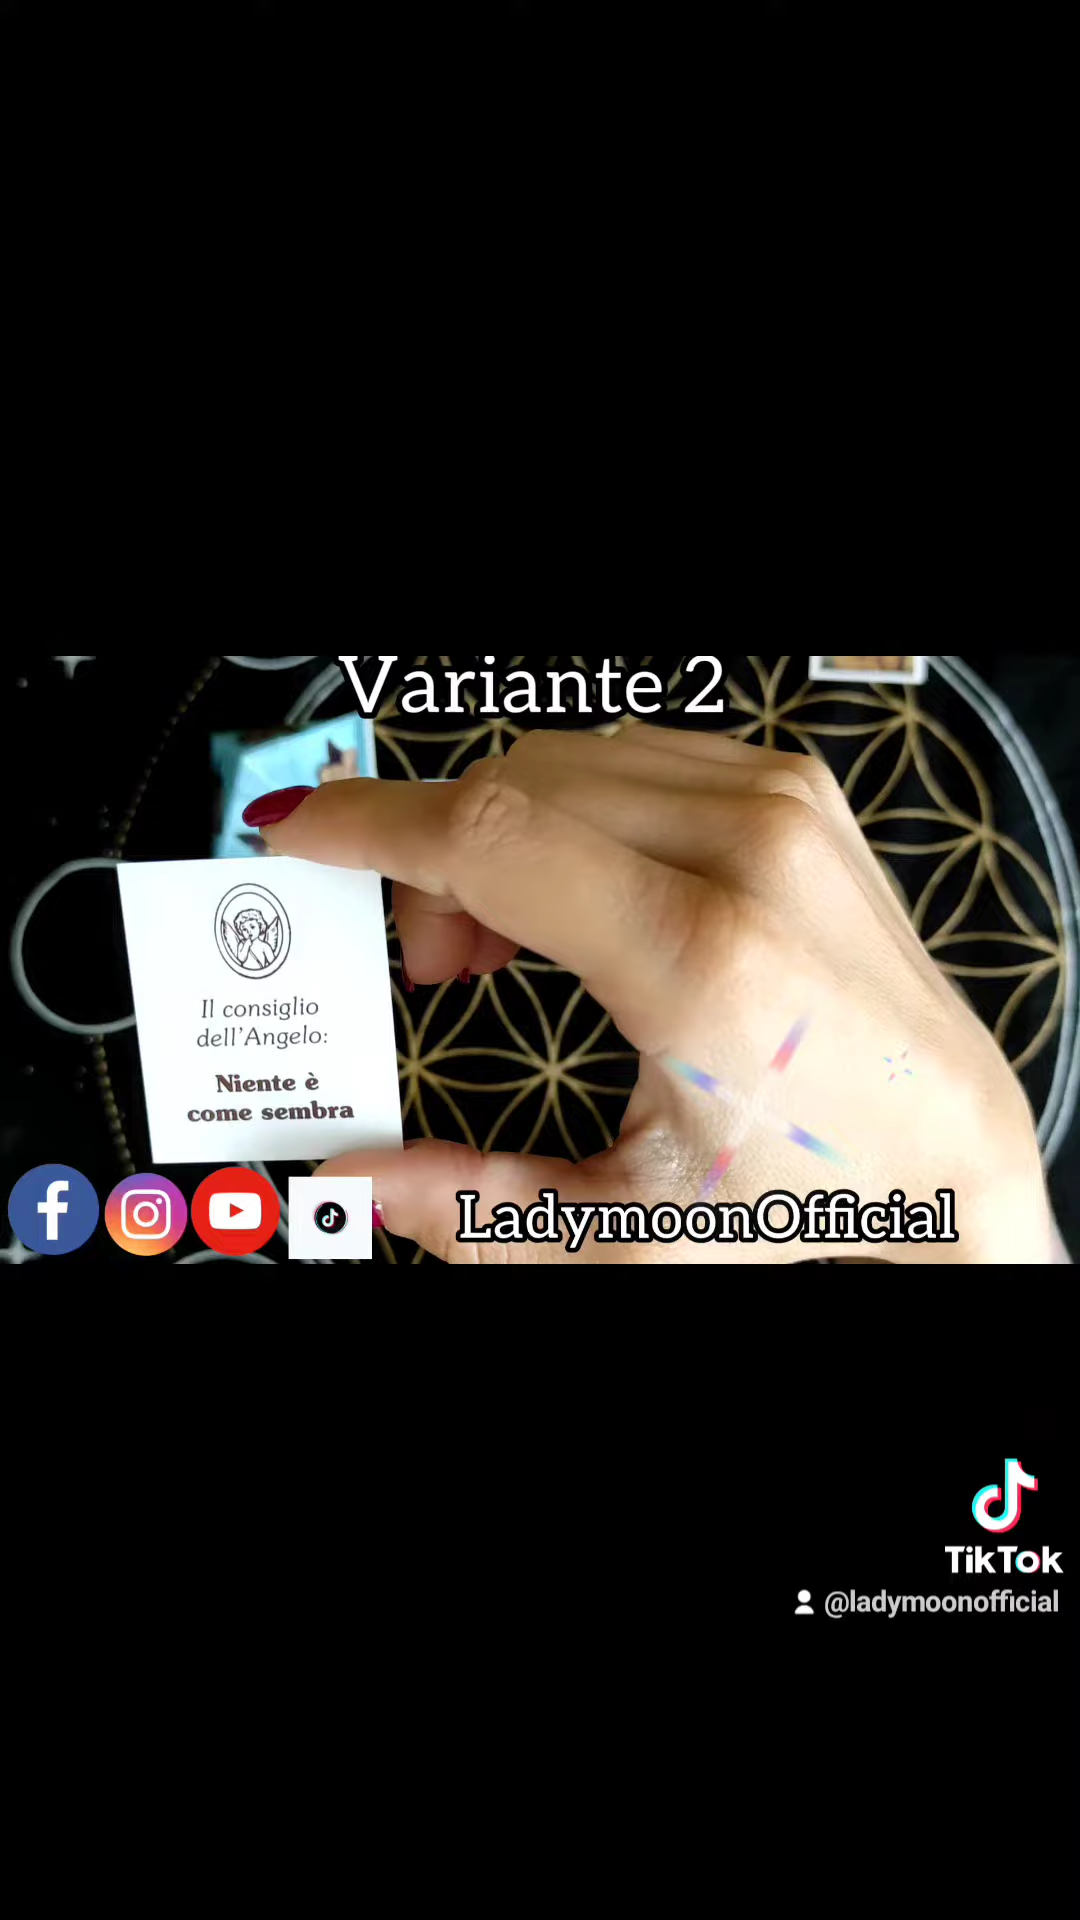 Variante 2
Il consiglio
dell'Angelo:
Niente è
come sembra
LadymoonOfficial
TikTok
@ladymoonofficial